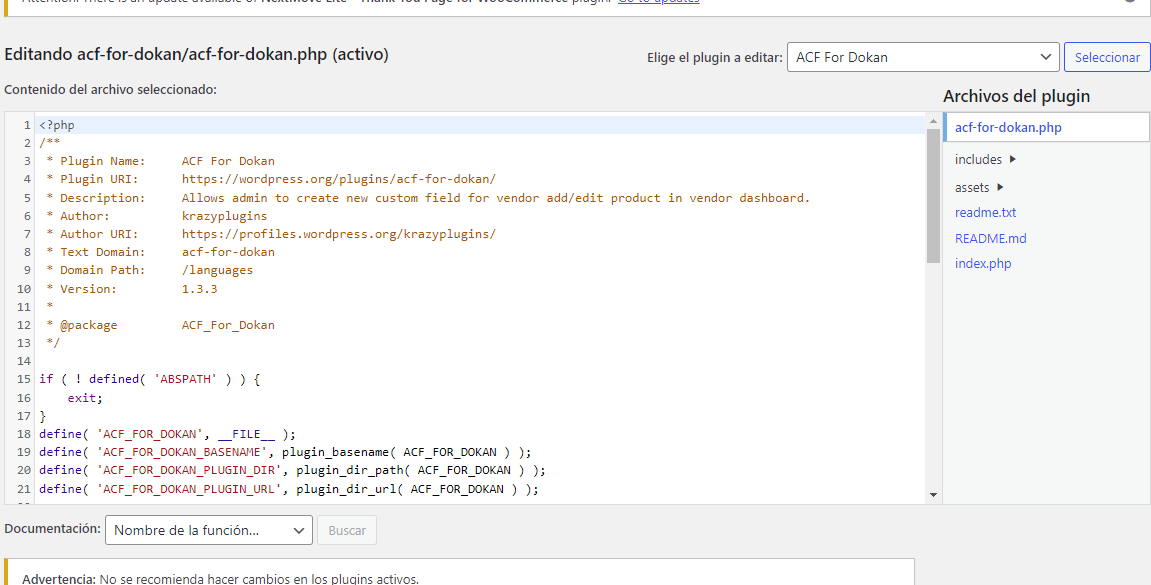 Attention! There is an update available of NextMove Lite - Thank You Page for WooCommerce plugin. Go to updates
Editando acf-for-dokan/acf-for-dokan.php (activo)
Elige el plugin a editar: ACF For Dokan Seleccionar
Contenido del archivo seleccionado:
Archivos del plugin
1 <?php
2 /**
3  * Plugin Name:     ACF For Dokan
4  * Plugin URI:      https://wordpress.org/plugins/acf-for-dokan/
5  * Description:     Allows admin to create new custom field for vendor add/edit product in vendor dashboard.
6  * Author:          krazyplugins
7  * Author URI:      https://profiles.wordpress.org/krazyplugins/
8  * Text Domain:     acf-for-dokan
9  * Domain Path:     /languages
10  * Version:         1.3.3
11  *
12  * @package         ACF_For_Dokan
13  */
14
15 if ( ! defined( 'ABSPATH' ) ) {
16     exit;
17 }
18 define( 'ACF_FOR_DOKAN', __FILE__ );
19 define( 'ACF_FOR_DOKAN_BASENAME', plugin_basename( ACF_FOR_DOKAN ) );
20 define( 'ACF_FOR_DOKAN_PLUGIN_DIR', plugin_dir_path( ACF_FOR_DOKAN ) );
21 define( 'ACF_FOR_DOKAN_PLUGIN_URL', plugin_dir_url( ACF_FOR_DOKAN ) );
acf-for-dokan.php
includes
assets
readme.txt
README.md
index.php
Documentación: Nombre de la función... Buscar
Advertencia: No se recomienda hacer cambios en los plugins activos.